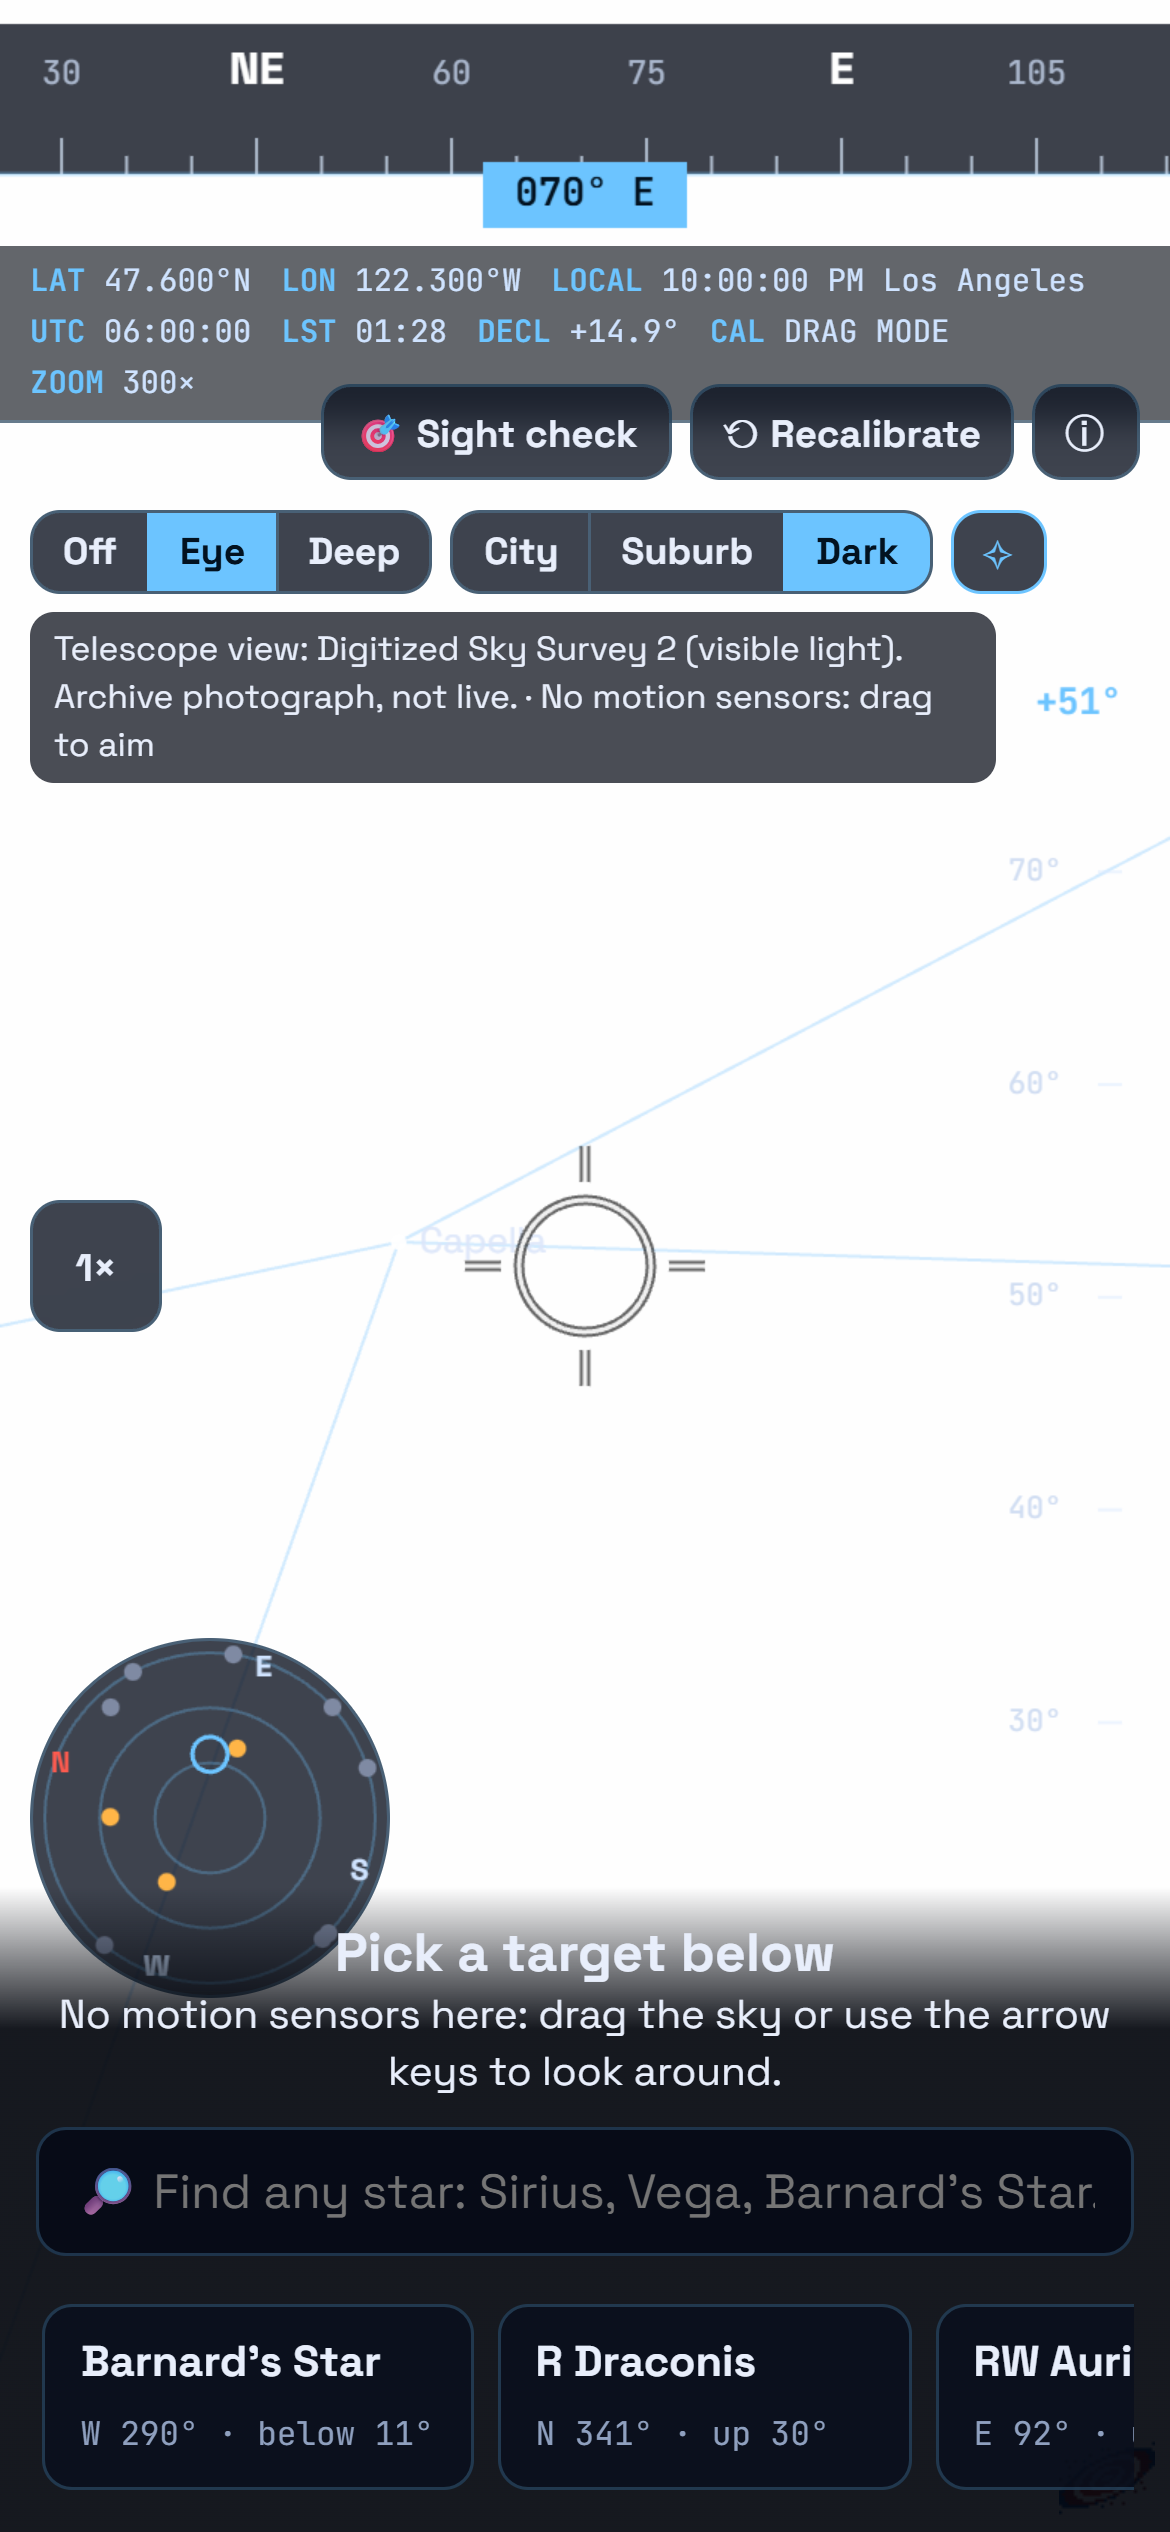 30 NE 60 75 E 105
070° E
LAT 47.600°N LON 122.300°W LOCAL 10:00:00 PM Los Angeles
UTC 06:00:00 LST 01:28 DECL +14.9° CAL DRAG MODE
ZOOM 300×
Sight check Recalibrate
Off Eye Deep City Suburb Dark
Telescope view: Digitized Sky Survey 2 (visible light).
Archive photograph, not live. · No motion sensors: drag
to aim
+51°
70°
60°
Capella
1×
50°
40°
30°
E
N
S
W
Pick a target below
No motion sensors here: drag the sky or use the arrow
keys to look around.
Find any star: Sirius, Vega, Barnard's Star.
Barnard's Star R Draconis RW Auri
W 290° · below 11° N 341° · up 30° E 92° ·